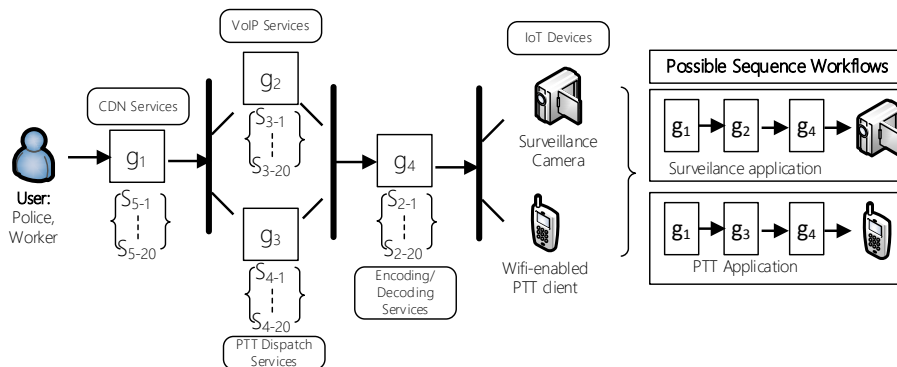 VoIP Services
g2
S3-1
S3-20
CDN Services
g1
S5-1
S5-20
User:
Police,
Worker
g3
S4-1
S4-20
PTT Dispatch
Services
g4
S2-1
S2-20
Encoding/
Decoding
Services
IoT Devices
Surveillance
Camera
Wifi-enabled
PTT client
Possible Sequence Workflows
g1 g2 g4
Surveilance application
g1 g3 g4
PTT Application